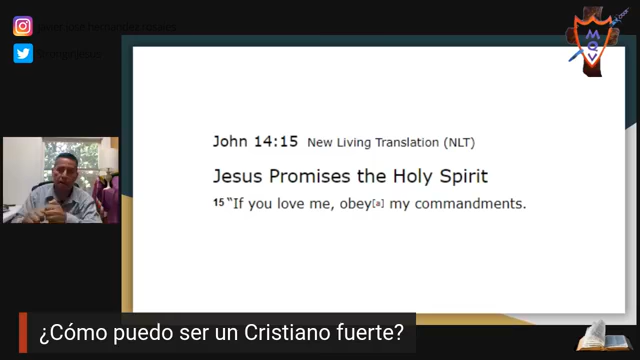 John 14:15 New Living Translation (NLT)
Jesus Promises the Holy Spirit
15 "If you love me, obey[a] my commandments.
MQV
¿Cómo puedo ser un Cristiano fuerte?